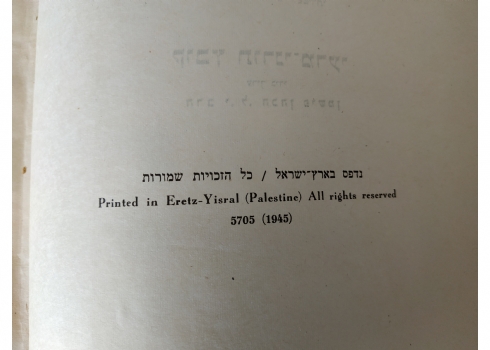 נדפס בארץ־ישראל / כל הזכויות שמורות
Printed in Eretz-Yisral (Palestine) All rights reserved
5705 (1945)